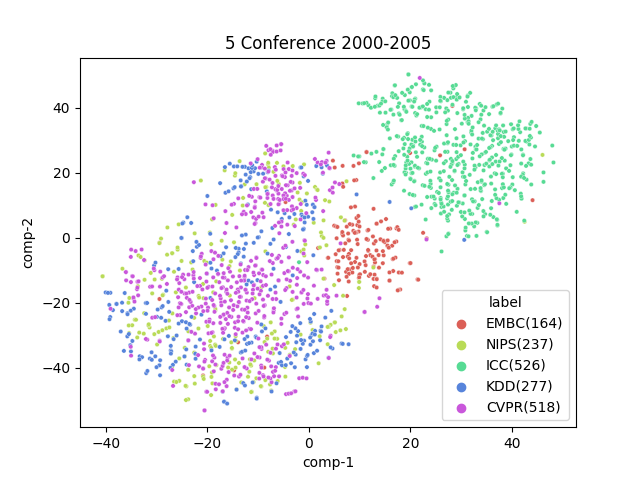 5 Conference 2000-2005
comp-2
40
20
0
−20
−40
−40
−20
0
20
40
comp-1
label
EMBC(164)
NIPS(237)
ICC(526)
KDD(277)
CVPR(518)